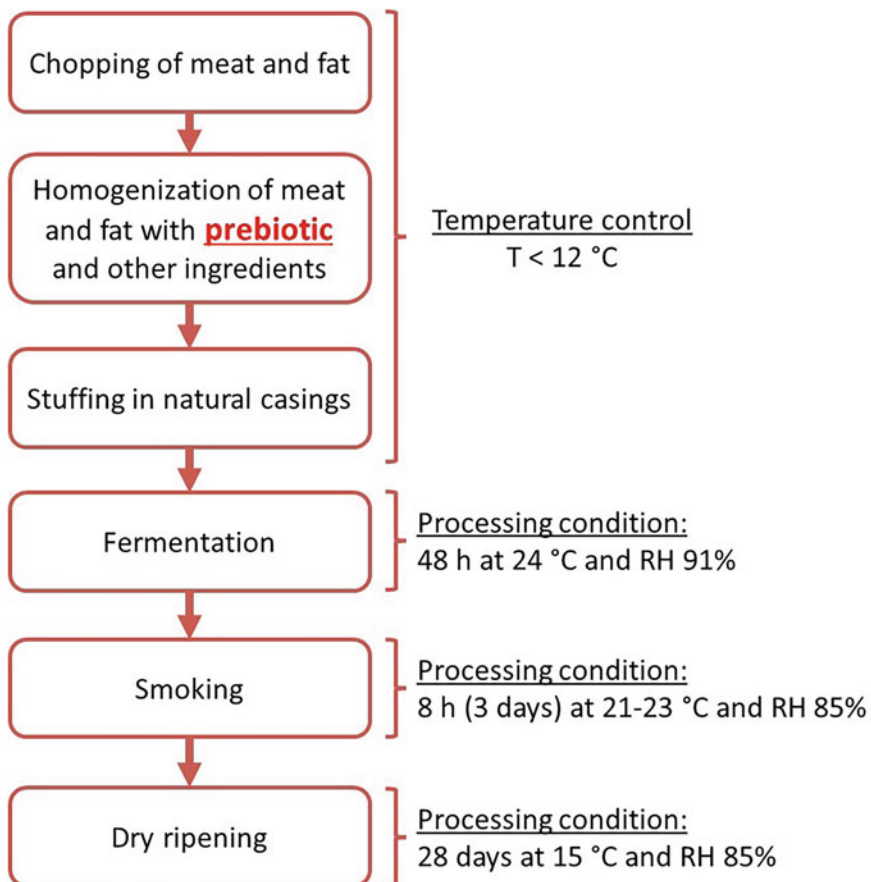 Chopping of meat and fat
Homogenization of meat
and fat with prebiotic
and other ingredients
Temperature control
T < 12 °C
Stuffing in natural casings
Fermentation
Processing condition:
48 h at 24 °C and RH 91%
Smoking
Processing condition:
8 h (3 days) at 21-23 °C and RH 85%
Dry ripening
Processing condition:
28 days at 15 °C and RH 85%